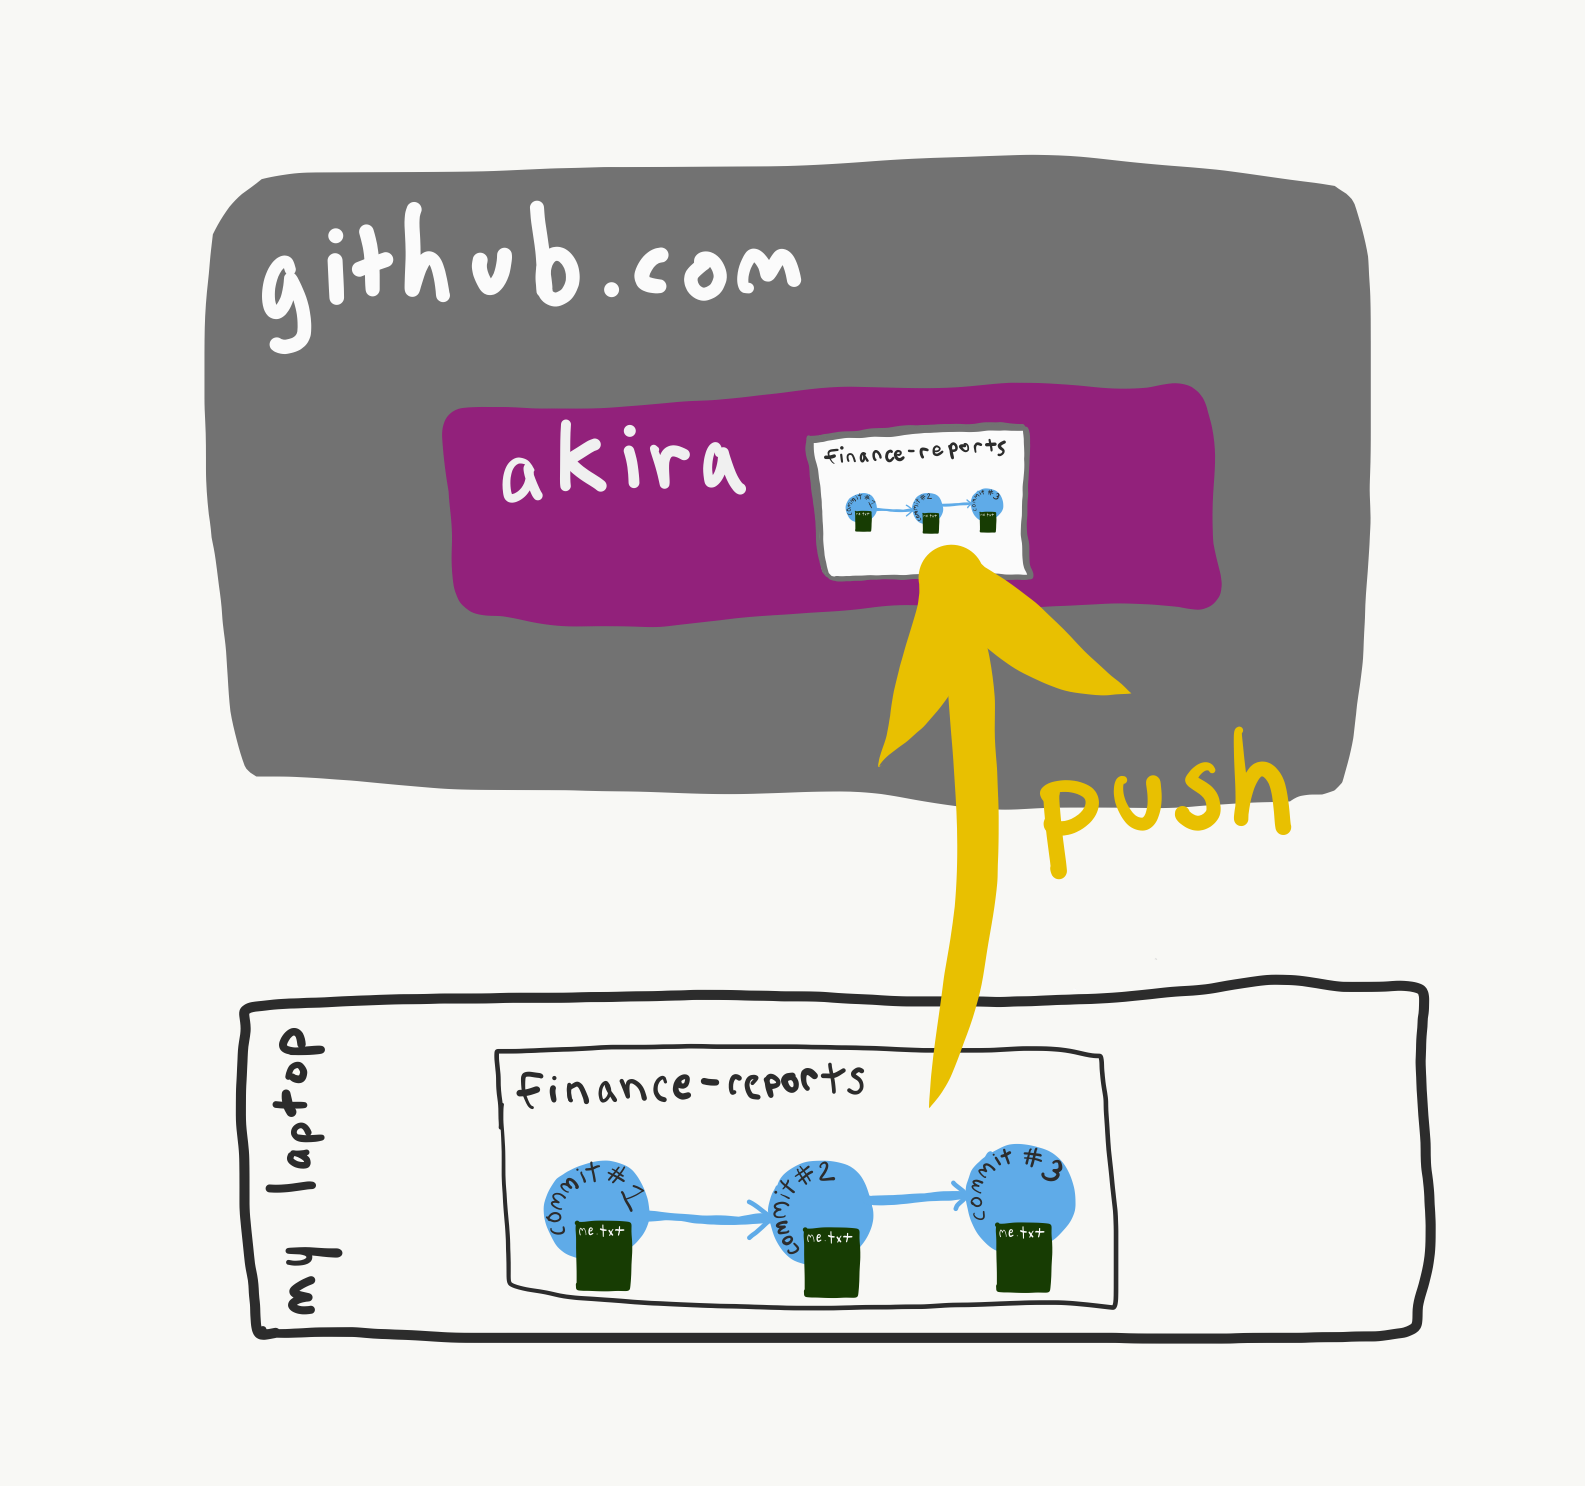 github.com
akira
finance-reports
commit #1
commit #2
commit #3
me.txt
me.txt
me.txt
push
my laptop
finance-reports
commit #1
commit #2
commit #3
me.txt
me.txt
me.txt